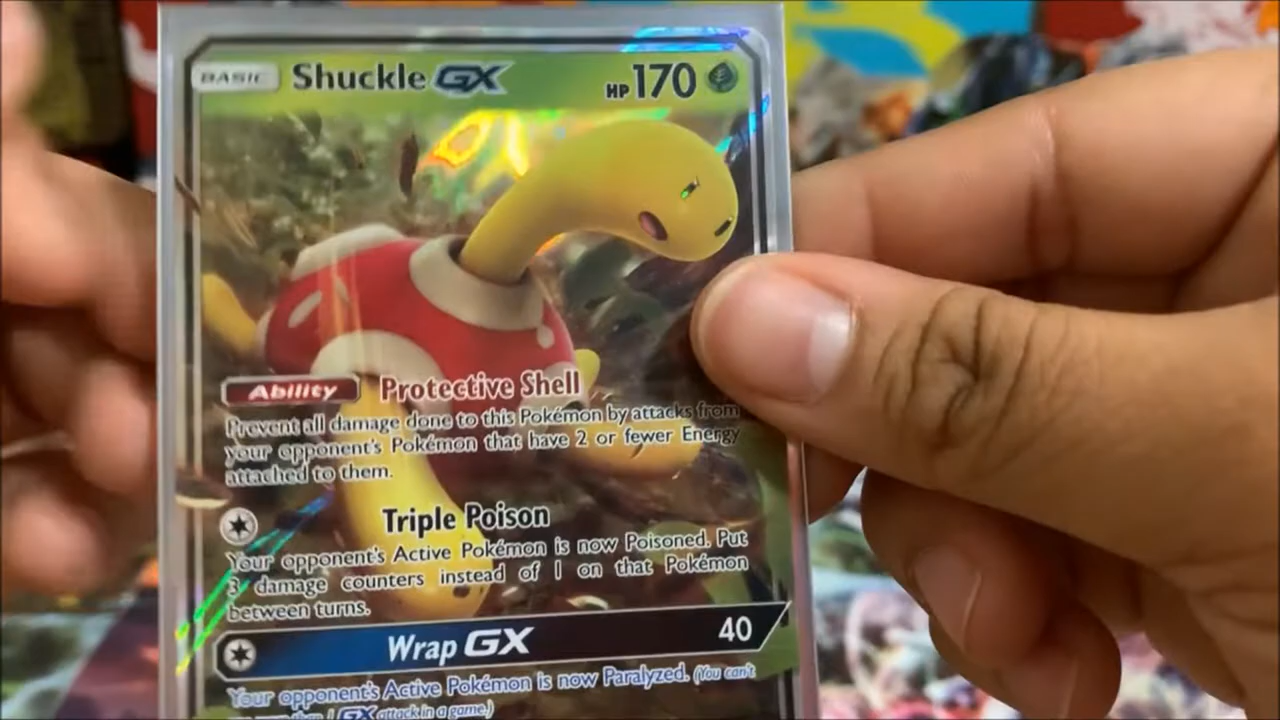 BASIC Shuckle GX HP 170
Ability Protective Shell
Prevent all damage done to this Pokémon by attacks from
your opponent's Pokémon that have 2 or fewer Energy
attached to them.
Triple Poison
Your opponent's Active Pokémon is now Poisoned. Put
3 damage counters instead of 1 on that Pokémon
between turns.
Wrap GX 40
Your opponent's Active Pokémon is now Paralyzed. (You can't
than 1 GX attack in a game.)